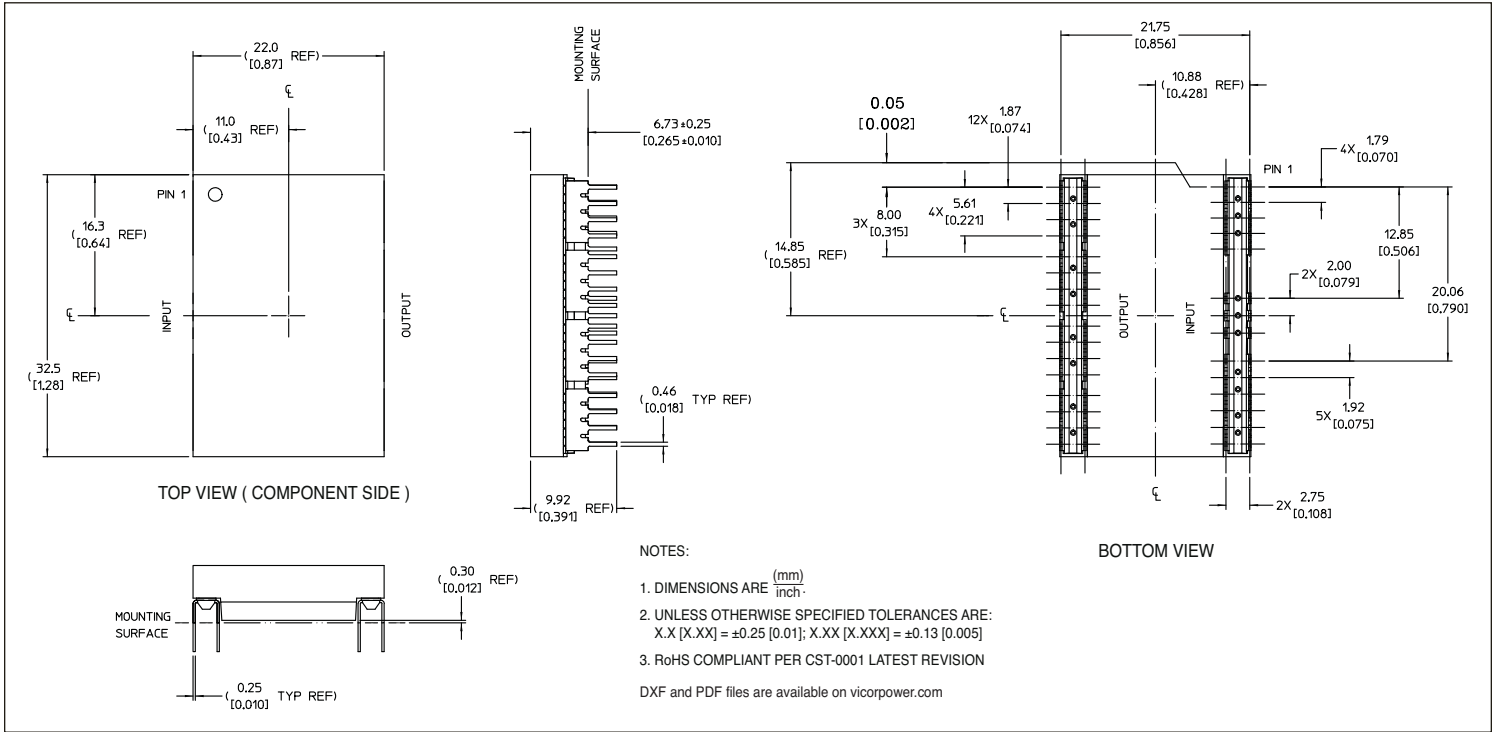 22.0
( [0.87] REF)
℄
11.0
( [0.43] REF)
PIN 1
16.3
( [0.64] REF)
℄
INPUT
OUTPUT
32.5
( [1.28] REF)
TOP VIEW ( COMPONENT SIDE )
MOUNTING
SURFACE
6.73 ±0.25
[0.265 ±0.010]
0.46
( [0.018] TYP REF)
9.92
( [0.391] REF)
21.75
[0.856]
10.88
( [0.428] REF)
0.05
[0.002]
12X 1.87
[0.074]
4X 1.79
[0.070]
PIN 1
4X 5.61
[0.221]
3X 8.00
[0.315]
14.85
( [0.585] REF)
12.85
[0.506]
2X 2.00
[0.079]
20.06
[0.790]
℄
OUTPUT
INPUT
5X 1.92
[0.075]
℄
2X 2.75
[0.108]
BOTTOM VIEW
0.30
( [0.012] REF)
MOUNTING
SURFACE
0.25
( [0.010] TYP REF)
NOTES:
1. DIMENSIONS ARE (mm)
inch.
2. UNLESS OTHERWISE SPECIFIED TOLERANCES ARE:
X.X [X.XX] = ±0.25 [0.01]; X.XX [X.XXX] = ±0.13 [0.005]
3. RoHS COMPLIANT PER CST-0001 LATEST REVISION
DXF and PDF files are available on vicorpower.com